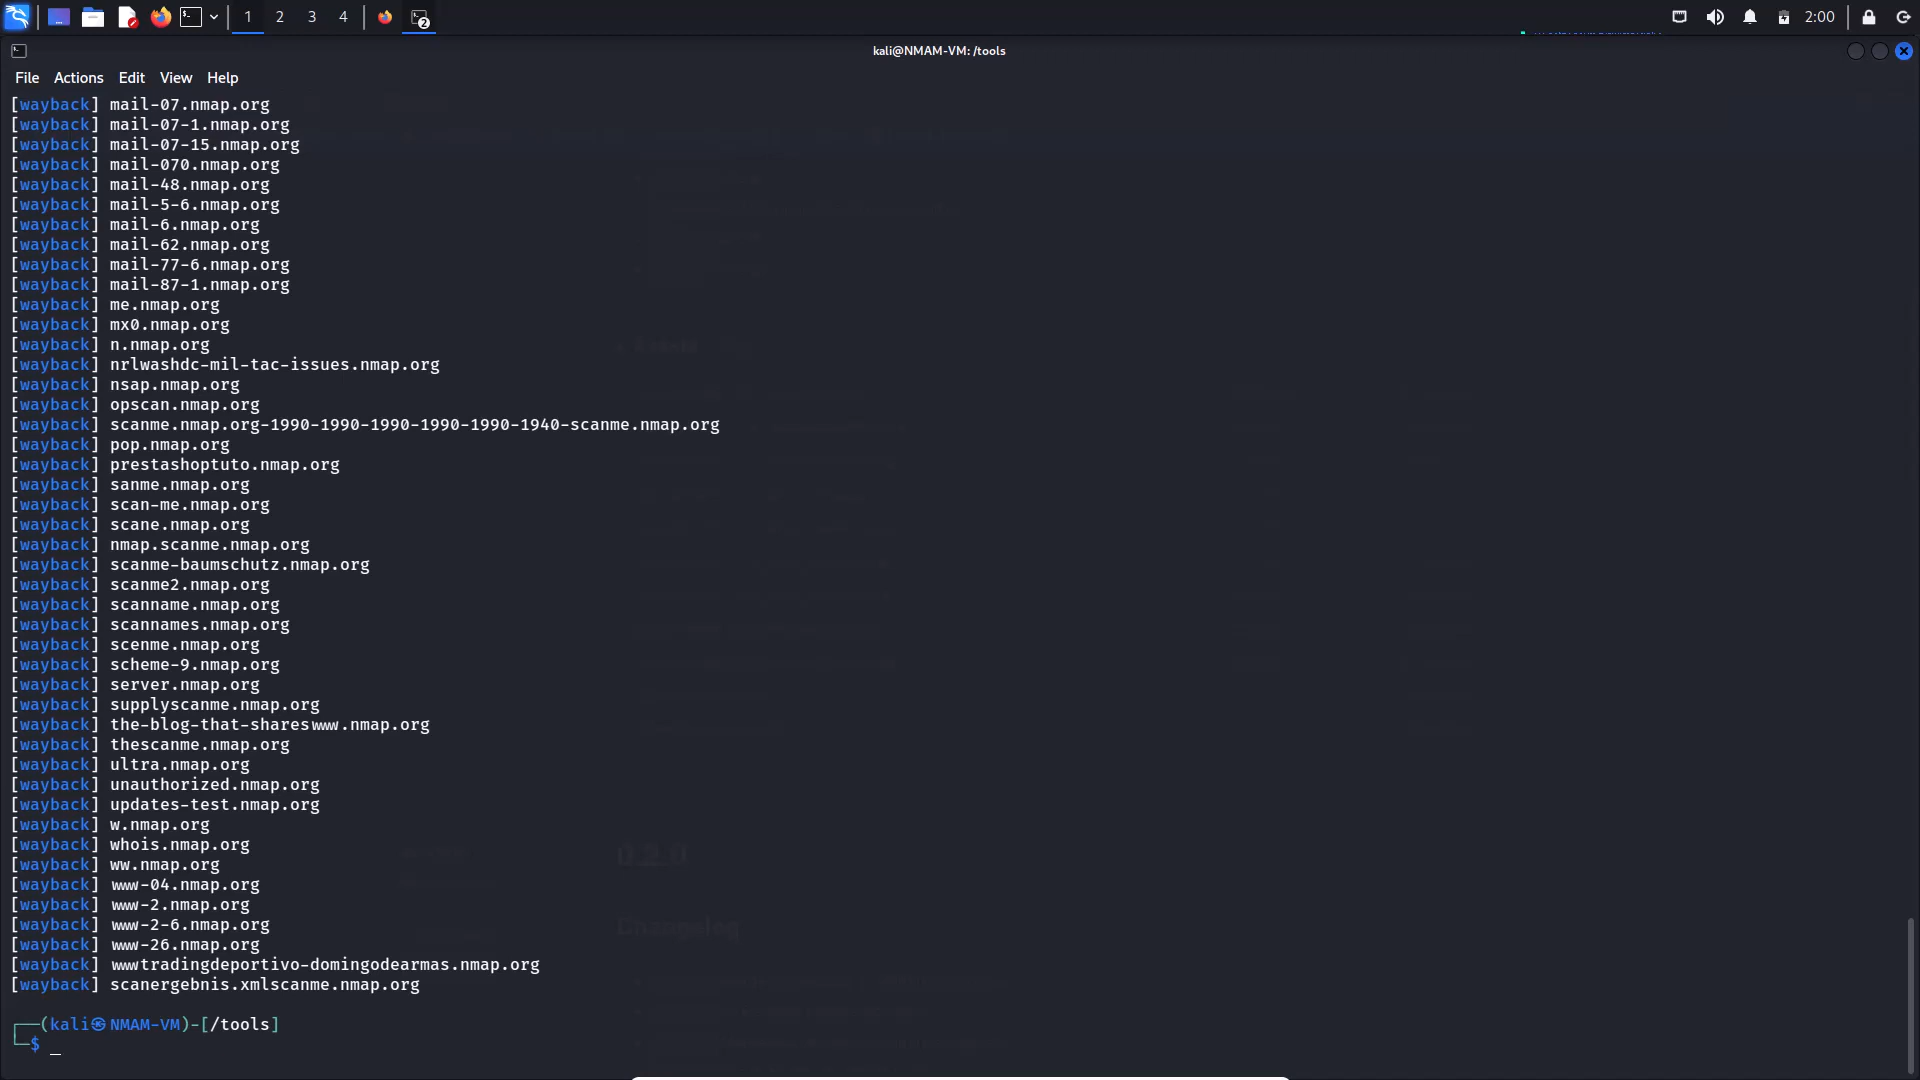 1 2 3 4 2 2:00
kali@NMAM-VM: /tools
File Actions Edit View Help
[wayback] mail-07.nmap.org
[wayback] mail-07-1.nmap.org
[wayback] mail-07-15.nmap.org
[wayback] mail-070.nmap.org
[wayback] mail-48.nmap.org
[wayback] mail-5-6.nmap.org
[wayback] mail-6.nmap.org
[wayback] mail-62.nmap.org
[wayback] mail-77-6.nmap.org
[wayback] mail-87-1.nmap.org
[wayback] me.nmap.org
[wayback] mx0.nmap.org
[wayback] n.nmap.org
[wayback] nrlwashdc-mil-tac-issues.nmap.org
[wayback] nsap.nmap.org
[wayback] opscan.nmap.org
[wayback] scanme.nmap.org-1990-1990-1990-1990-1990-1940-scanme.nmap.org
[wayback] pop.nmap.org
[wayback] prestashoptuto.nmap.org
[wayback] sanme.nmap.org
[wayback] scan-me.nmap.org
[wayback] scane.nmap.org
[wayback] nmap.scanme.nmap.org
[wayback] scanme-baumschutz.nmap.org
[wayback] scanme2.nmap.org
[wayback] scanname.nmap.org
[wayback] scannames.nmap.org
[wayback] scenme.nmap.org
[wayback] scheme-9.nmap.org
[wayback] server.nmap.org
[wayback] supplyscanme.nmap.org
[wayback] the-blog-that-shareswww.nmap.org
[wayback] thescanme.nmap.org
[wayback] ultra.nmap.org
[wayback] unauthorized.nmap.org
[wayback] updates-test.nmap.org
[wayback] w.nmap.org
[wayback] whois.nmap.org
[wayback] ww.nmap.org
[wayback] www-04.nmap.org
[wayback] www-2.nmap.org
[wayback] www-2-6.nmap.org
[wayback] www-26.nmap.org
[wayback] wwwtradingdeportivo-domingodearmas.nmap.org
[wayback] scanergebnis.xmlscanme.nmap.org
┌──(kali㉿NMAM-VM)-[/tools]
└─$ _
0.9.0
Changelog